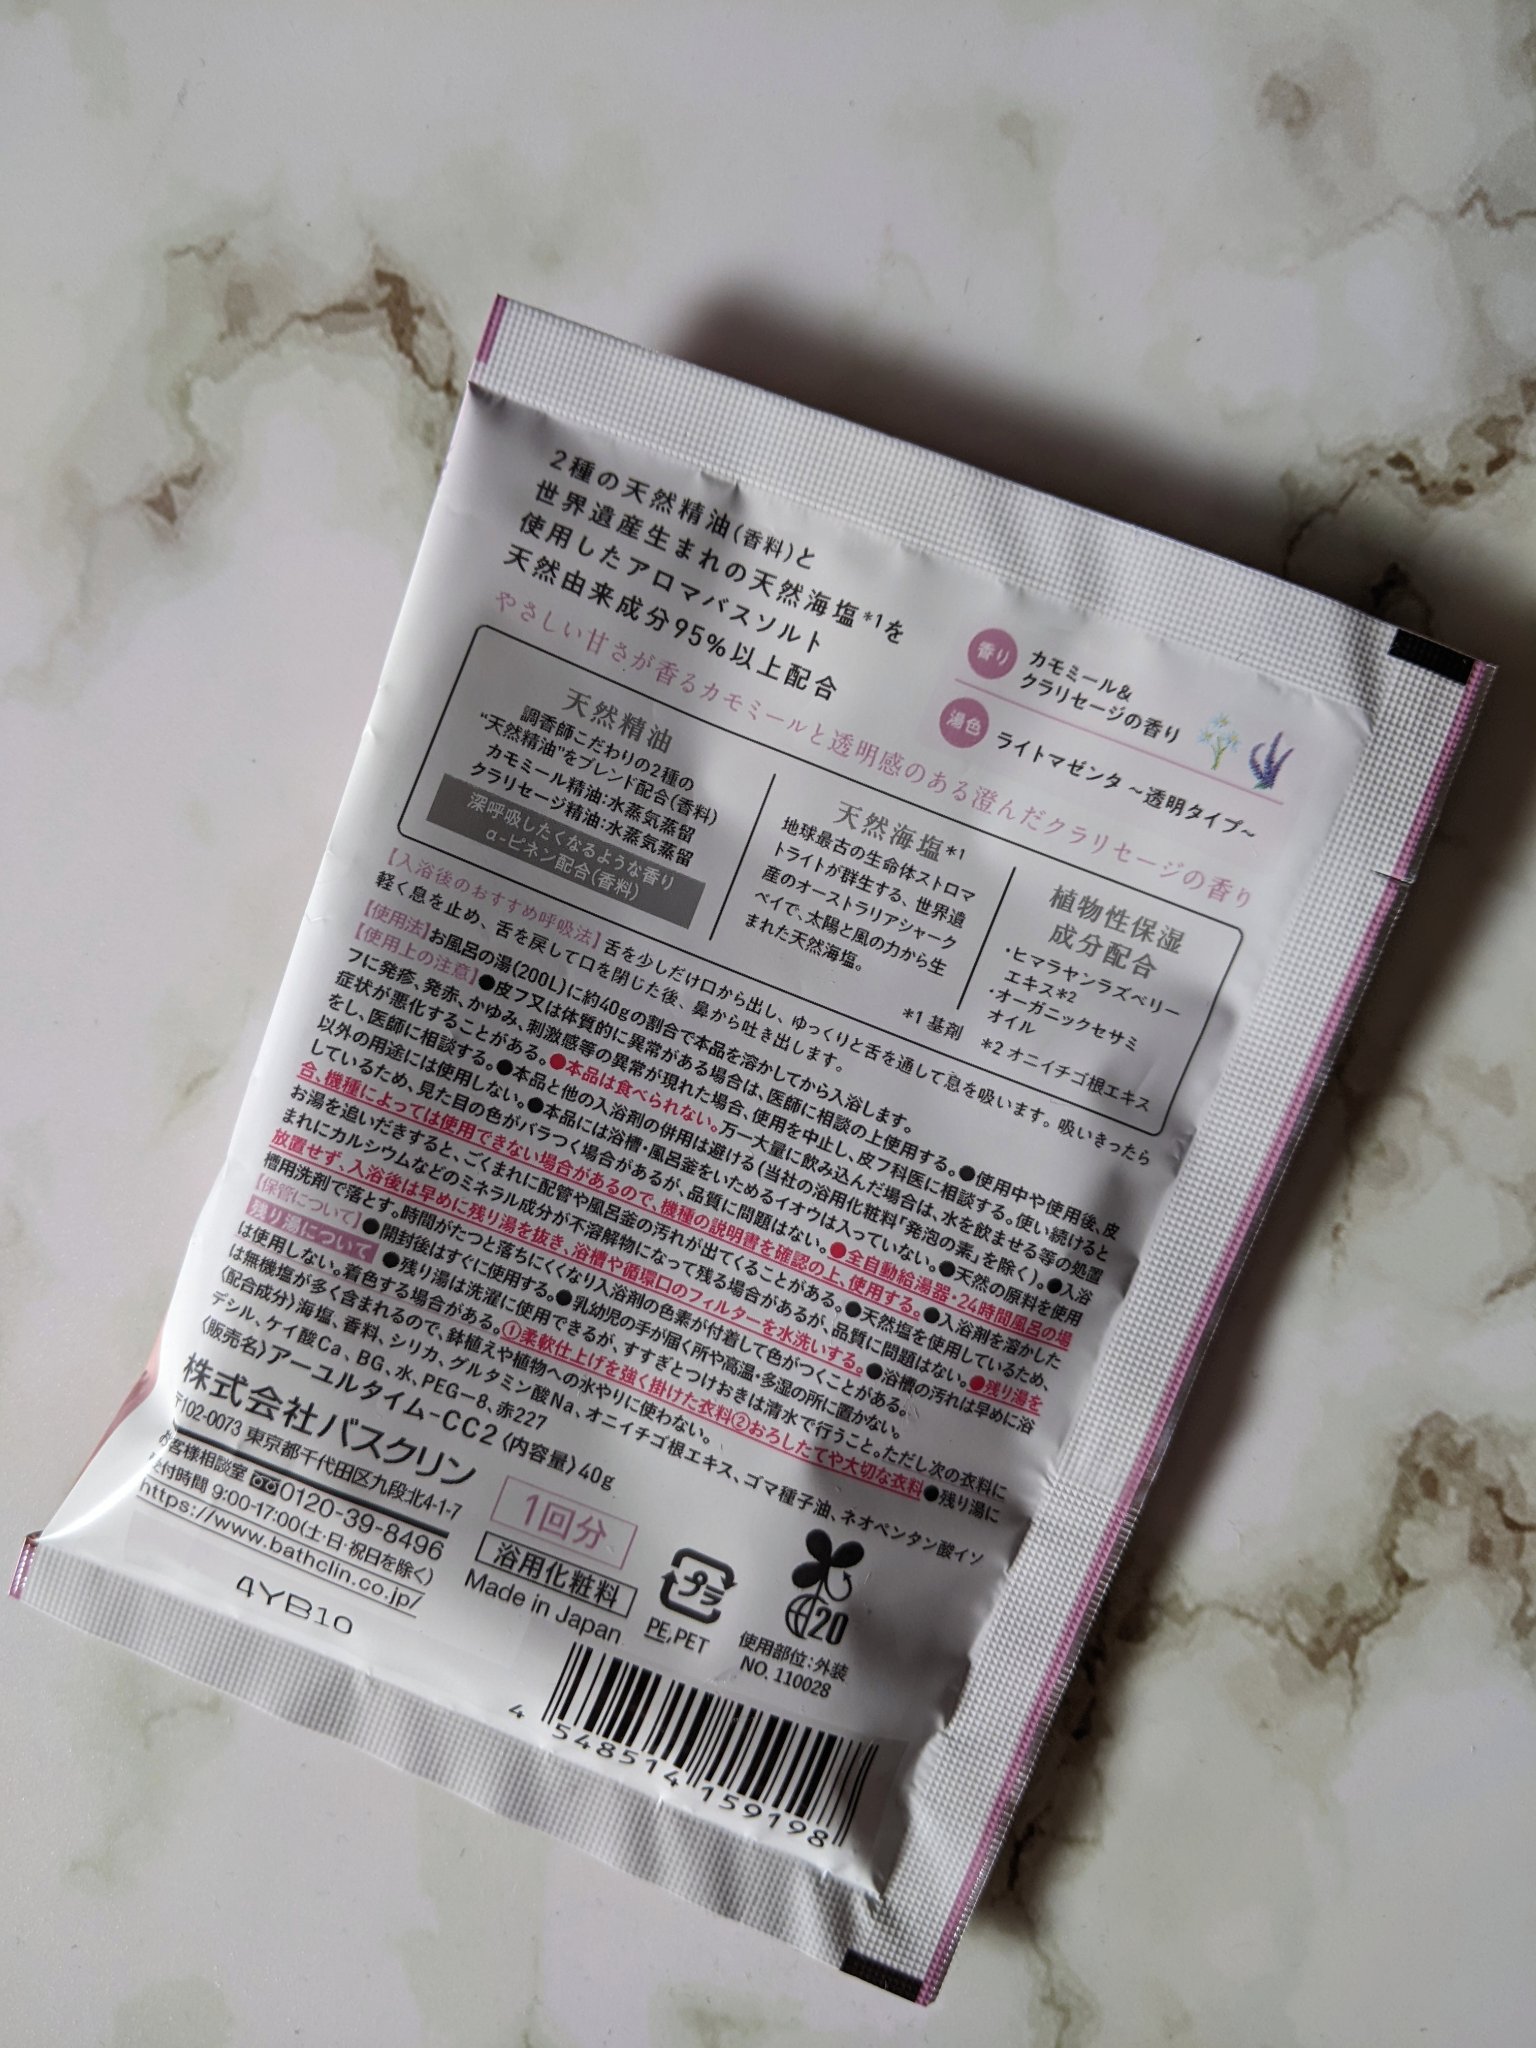 2種の天然精油(香料)と
世界遺産生まれの天然海塩*1を
使用したアロマバスソルト
天然由来成分95%以上配合
香り カモミール&
クラリセージの香り
湯色 ライトマゼンタ ~透明タイプ~
やさしい甘さが香るカモミールと透明感のある澄んだクラリセージの香り
天然精油
調香師こだわりの2種の
“天然精油”をブレンド配合(香料)
カモミール精油:水蒸気蒸留
クラリセージ精油:水蒸気蒸留
深呼吸したくなるような香り
α-ピネン配合(香料)
天然海塩*1
地球最古の生命体ストロマ
トライトが群生する、世界遺
産のオーストラリアシャーク
ベイで、太陽と風の力から生
まれた天然海塩。
*1 基剤
植物性保湿
成分配合
・ヒマラヤンラズベリー
エキス*2
・オーガニックセサミ
オイル
*2 オニイチゴ根エキス
【入浴後のおすすめ呼吸法】舌を少しだけ口から出し、ゆっくりと舌を通して息を吸います。吸いきったら
軽く息を止め、舌を戻して口を閉じた後、鼻から吐き出します。
【使用法】お風呂の湯(200L)に約40gの割合で本品を溶かしてから入浴します。
【使用上の注意】●皮フ又は体質的に異常がある場合は、医師に相談の上使用する。●使用中や使用後、皮
フに発疹、発赤、かゆみ、刺激感等の異常が現れた場合、使用を中止し、皮フ科医に相談する。使い続けると
症状が悪化することがある。●本品は食べられない。万一大量に飲み込んだ場合は、水を飲ませる等の処置
をし、医師に相談する。●本品と他の入浴剤の併用は避ける(当社の浴用化粧料「発泡の素」を除く)。●入浴
以外の用途には使用しない。●本品には浴槽・風呂釜をいためるイオウは入っていない。●天然の原料を使用
しているため、見た目の色がバラつく場合があるが、品質に問題はない。●全自動給湯器・24時間風呂の場
合、機種によっては使用できない場合があるので、機種の説明書を確認の上、使用する。●入浴剤を溶かした
お湯を追いだきすると、ごくまれに配管や風呂釜の汚れが出てくることがある。●天然塩を使用しているため、
まれにカルシウムなどのミネラル成分が不溶解物になって残る場合があるが、品質に問題はない。●残り湯を
放置せず、入浴後は早めに残り湯を抜き、浴槽や循環口のフィルターを水洗いする。●浴槽の汚れは早めに浴
槽用洗剤で落とす。時間がたつと落ちにくくなり入浴剤の色素が付着して色がつくことがある。
【保管について】●開封後はすぐに使用する。●乳幼児の手が届く所や高温・多湿の所に置かない。
残り湯について ●残り湯は洗濯に使用できるが、すすぎとつけおきは清水で行うこと。ただし次の衣料に
は使用しない。着色する場合がある。①柔軟仕上げを強く掛けた衣料②おろしたてや大切な衣料●残り湯に
は無機塩が多く含まれるので、鉢植えや植物への水やりに使わない。
〈配合成分〉海塩、香料、シリカ、グルタミン酸Na、オニイチゴ根エキス、ゴマ種子油、ネオペンタン酸イソ
デシル、ケイ酸Ca、BG、水、PEG-8、赤227
〈販売名〉アーユルタイム-CC2〈内容量〉40g
株式会社バスクリン
〒102-0073 東京都千代田区九段北4-1-7
お客様相談室 0120-39-8496
受付時間 9:00-17:00(土・日・祝日を除く)
https://www.bathclin.co.jp/
4YB10
1回分
浴用化粧料
Made in Japan
プラ
PE,PET
20
使用部位:外装
NO. 110028
4 548514 159198